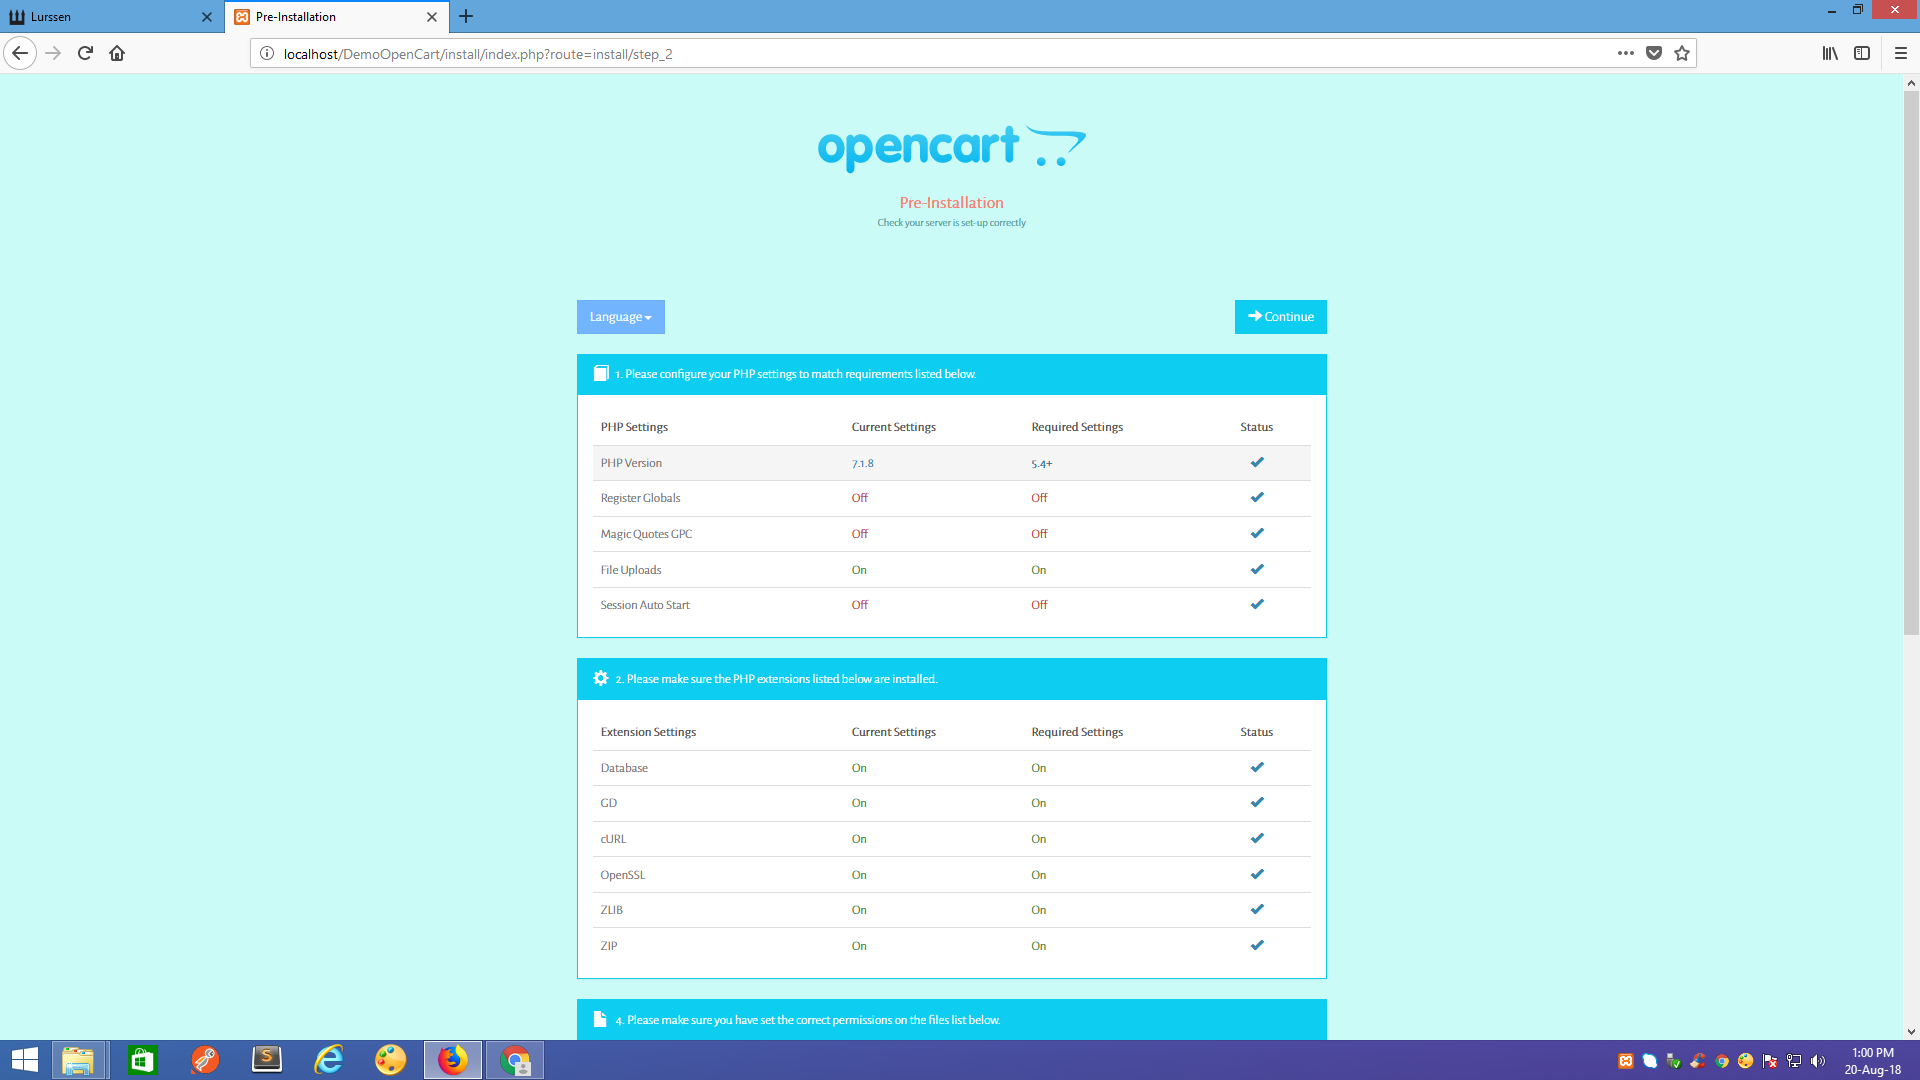 Lurssen
Pre-Installation
localhost/DemoOpenCart/install/index.php?route=install/step_2
opencart
Pre-Installation
Check your server is set-up correctly
Language
Continue
1. Please configure your PHP settings to match requirements listed below.
PHP Settings Current Settings Required Settings Status
PHP Version 7.1.8 5.4+
Register Globals Off Off
Magic Quotes GPC Off Off
File Uploads On On
Session Auto Start Off Off
2. Please make sure the PHP extensions listed below are installed.
Extension Settings Current Settings Required Settings Status
Database On On
GD On On
cURL On On
OpenSSL On On
ZLIB On On
ZIP On On
4. Please make sure you have set the correct permissions on the files list below.
1:00 PM
20-Aug-18